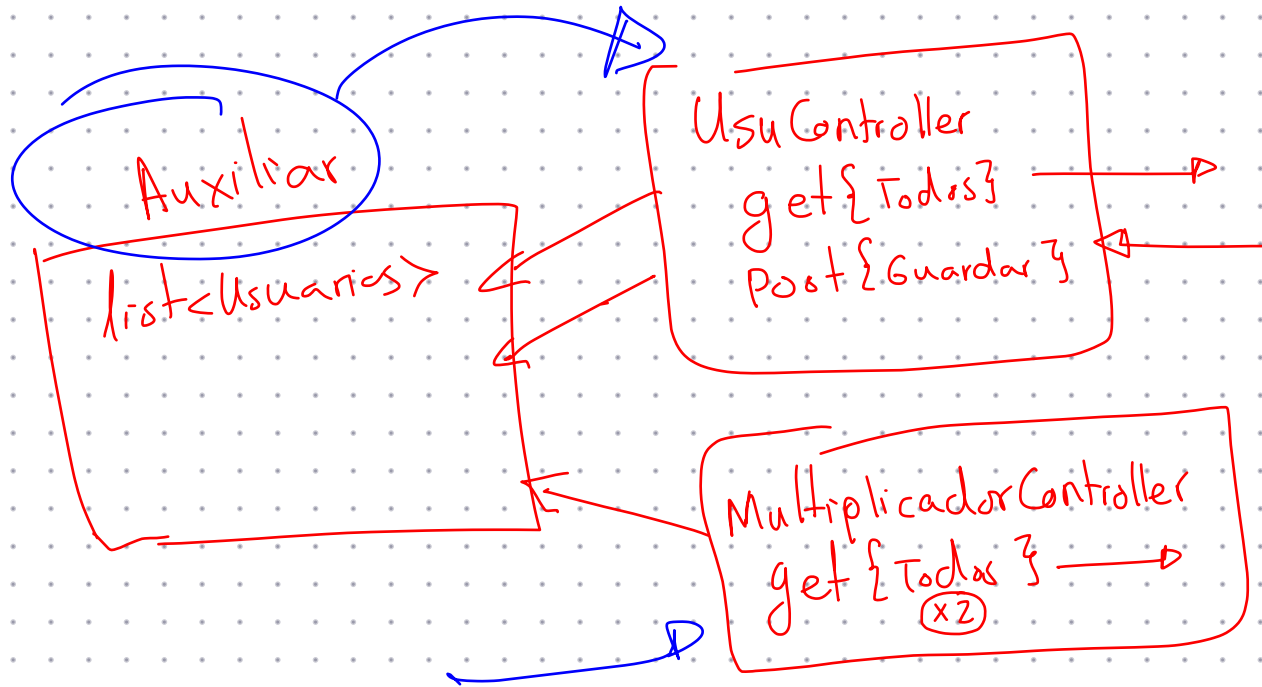 Auxiliar
list<Usuarios>
UsuController
get{Todos}
Post{Guardar}
MultiplicadorController
get{Todos}
x2